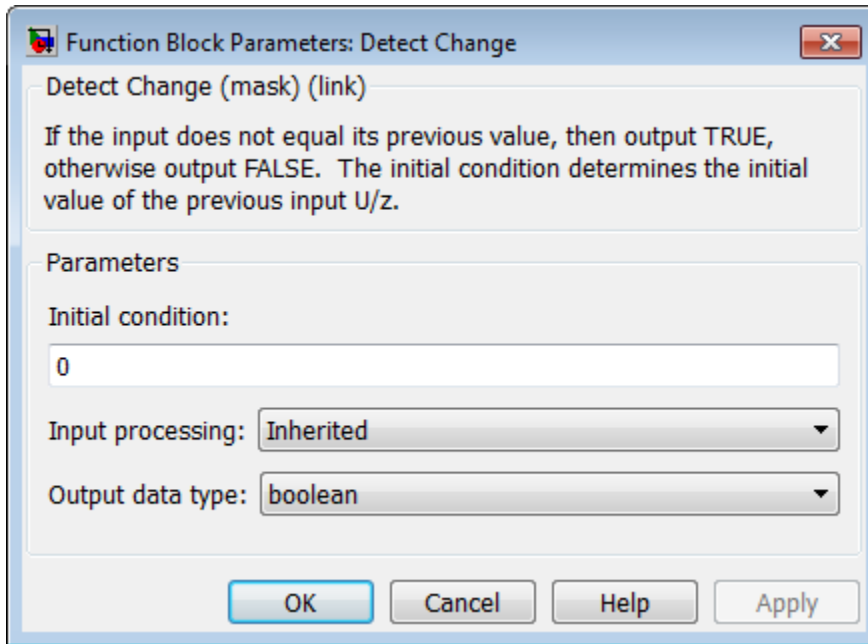 Function Block Parameters: Detect Change
Detect Change (mask) (link)
If the input does not equal its previous value, then output TRUE,
otherwise output FALSE.  The initial condition determines the initial
value of the previous input U/z.
Parameters
Initial condition:
0
Input processing: Inherited
Output data type: boolean
OK Cancel Help Apply